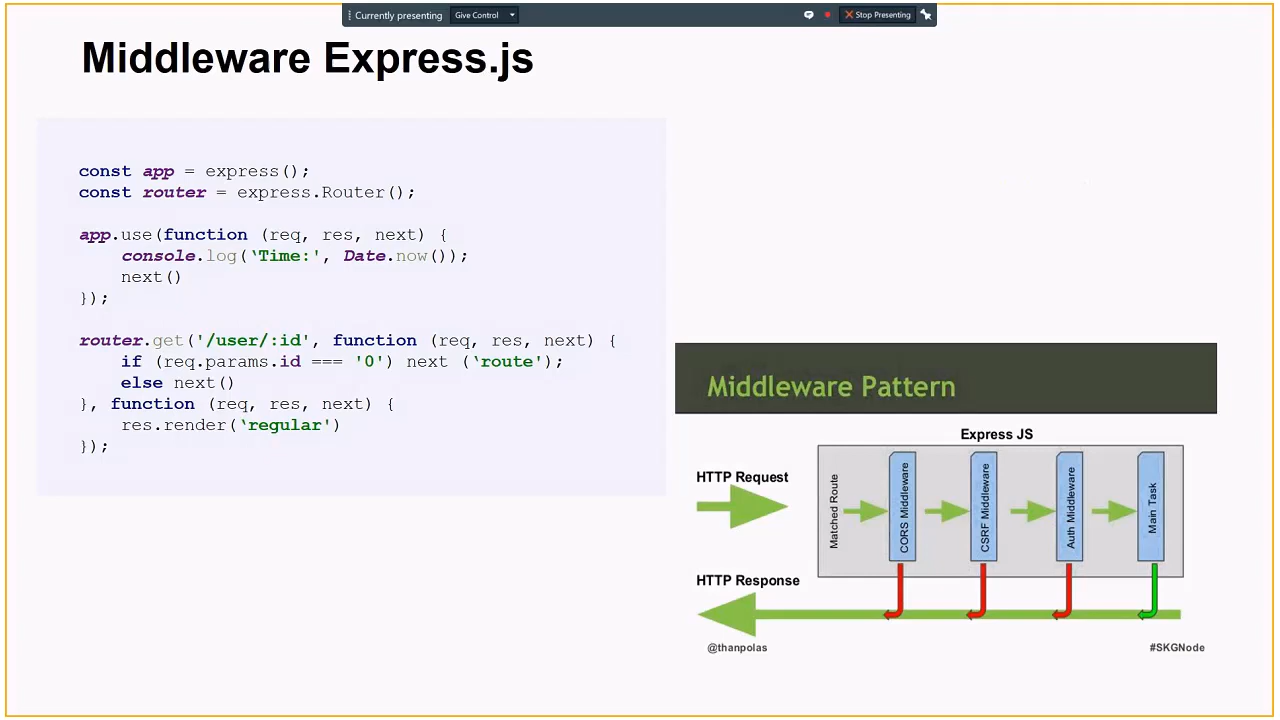 Currently presenting
Give Control
Stop Presenting
Middleware Express.js
const app = express();
const router = express.Router();
app.use(function (req, res, next) {
console.log(‘Time:', Date.now());
next()
});
router.get('/user/:id', function (req, res, next) {
if (req.params.id === '0') next (‘route');
else next()
}, function (req, res, next) {
res.render(‘regular')
});
Middleware Pattern
Express JS
HTTP Request
Matched Route
CORS Middleware
CSRF Middleware
Auth Middleware
Main Task
HTTP Response
@thanpolas
#SKGNode